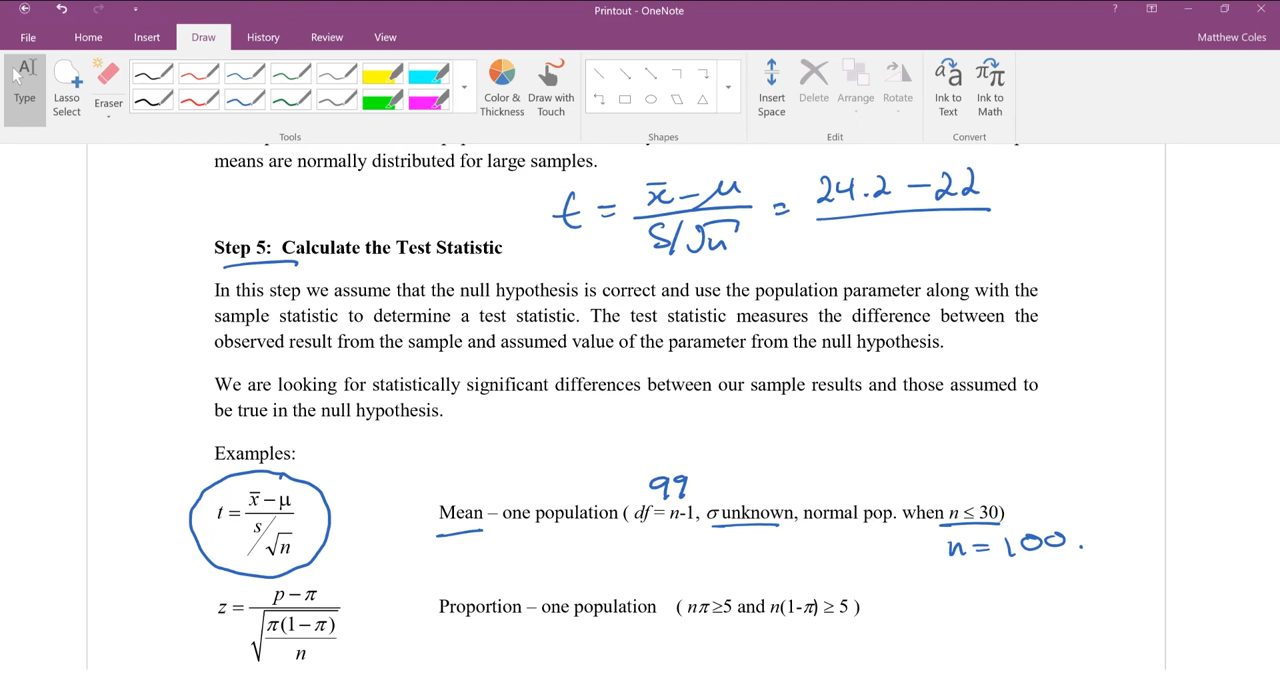 Printout - OneNote
?
File Home Insert Draw History Review View
Matthew Coles
Type
Lasso Select
Eraser
Color & Thickness
Draw with Touch
Insert Space
Delete
Arrange
Rotate
Ink to Text
Ink to Math
Tools
Shapes
Edit
Convert
means are normally distributed for large samples.
t = x̄ - μ / S/√n = 24.2 - 22
Step 5: Calculate the Test Statistic
In this step we assume that the null hypothesis is correct and use the population parameter along with the
sample statistic to determine a test statistic. The test statistic measures the difference between the
observed result from the sample and assumed value of the parameter from the null hypothesis.
We are looking for statistically significant differences between our sample results and those assumed to
be true in the null hypothesis.
Examples:
99
t = x̄ − μ / s/√n
Mean – one population ( df = n-1, σ unknown, normal pop. when n ≤ 30)
n = 100.
z = p − π / √(π(1 − π) / n)
Proportion – one population ( nπ ≥5 and n(1-π) ≥ 5 )